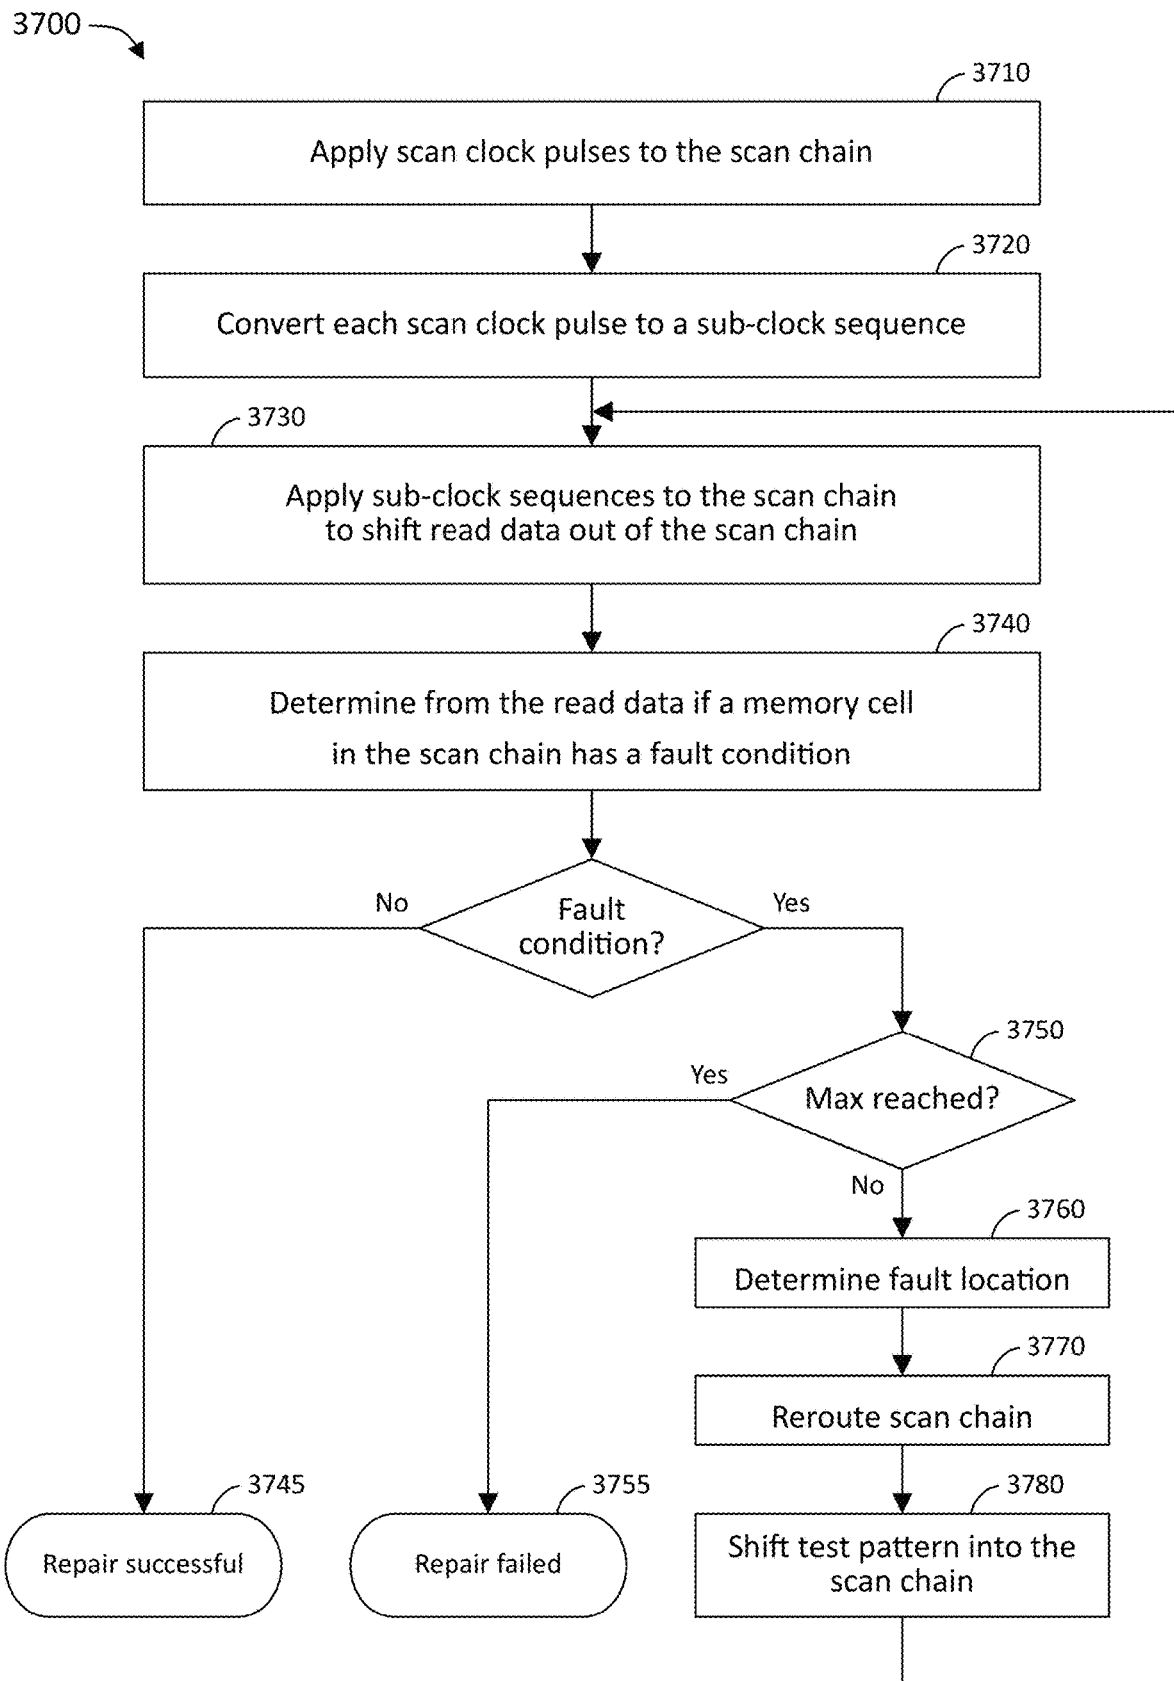 3700
3710
Apply scan clock pulses to the scan chain
3720
Convert each scan clock pulse to a sub-clock sequence
3730
Apply sub-clock sequences to the scan chain
to shift read data out of the scan chain
3740
Determine from the read data if a memory cell
in the scan chain has a fault condition
No
Yes
Fault
condition?
3750
Yes
Max reached?
No
3760
Determine fault location
3770
Reroute scan chain
3745
3755
3780
Repair successful
Repair failed
Shift test pattern into the
scan chain